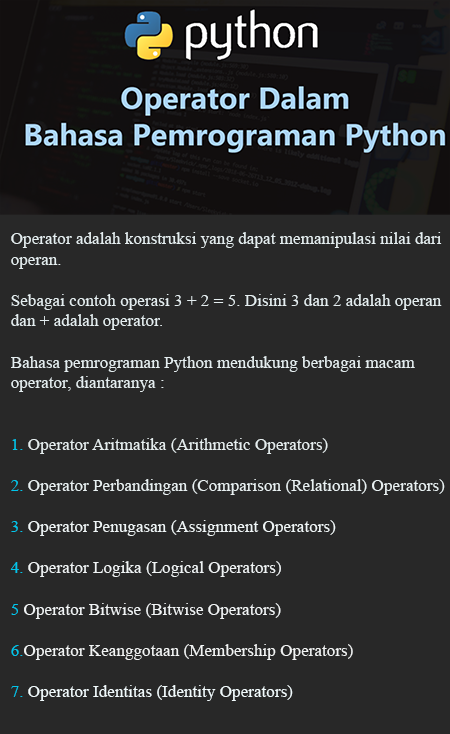 python
Operator Dalam
Bahasa Pemrograman Python
Operator adalah konstruksi yang dapat memanipulasi nilai dari
operan.
Sebagai contoh operasi 3 + 2 = 5. Disini 3 dan 2 adalah operan
dan + adalah operator.
Bahasa pemrograman Python mendukung berbagai macam
operator, diantaranya :
1. Operator Aritmatika (Arithmetic Operators)
2. Operator Perbandingan (Comparison (Relational) Operators)
3. Operator Penugasan (Assignment Operators)
4. Operator Logika (Logical Operators)
5 Operator Bitwise (Bitwise Operators)
6.Operator Keanggotaan (Membership Operators)
7. Operator Identitas (Identity Operators)